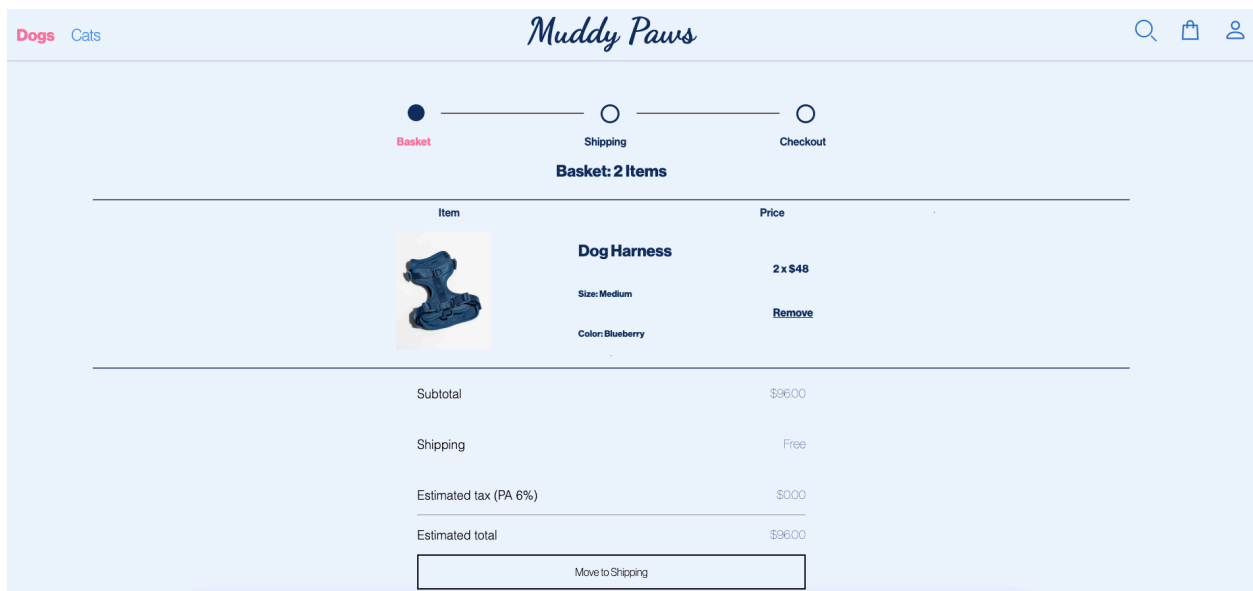 Dogs Cats Muddy Paws
Basket Shipping Checkout
Basket: 2 Items
Item Price
Dog Harness
2 x $48
Size: Medium
Remove
Color: Blueberry
Subtotal $96.00
Shipping Free
Estimated tax (PA 6%) $0.00
Estimated total $96.00
Move to Shipping